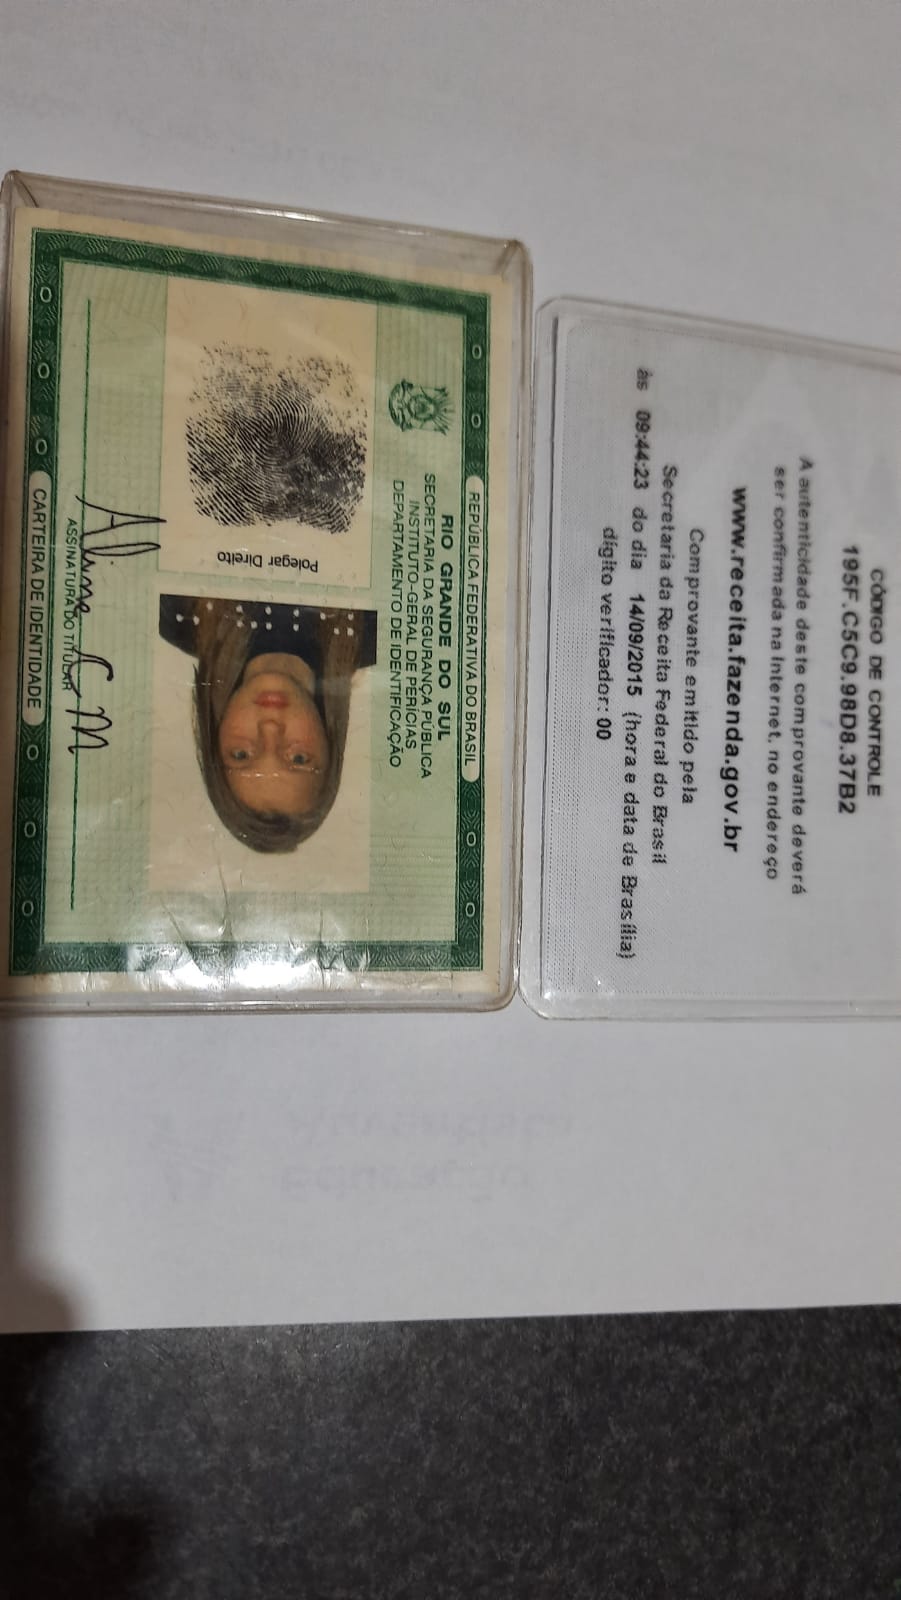 REPÚBLICA FEDERATIVA DO BRASIL
RIO GRANDE DO SUL
SECRETARIA DA SEGURANÇA PÚBLICA
INSTITUTO-GERAL DE PERÍCIAS
DEPARTAMENTO DE IDENTIFICAÇÃO
Polegar Direito
Aline C M
ASSINATURA DO TITULAR
CARTEIRA DE IDENTIDADE
CÓDIGO DE CONTROLE
195F.C5C9.98D8.37B2
A autenticidade deste comprovante deverá
ser confirmada na Internet, no endereço
www.receita.fazenda.gov.br
Comprovante emitido pela
Secretaria da Receita Federal do Brasil
às 09:44:23 do dia 14/09/2015 (hora e data de Brasília)
dígito verificador: 00
Educação